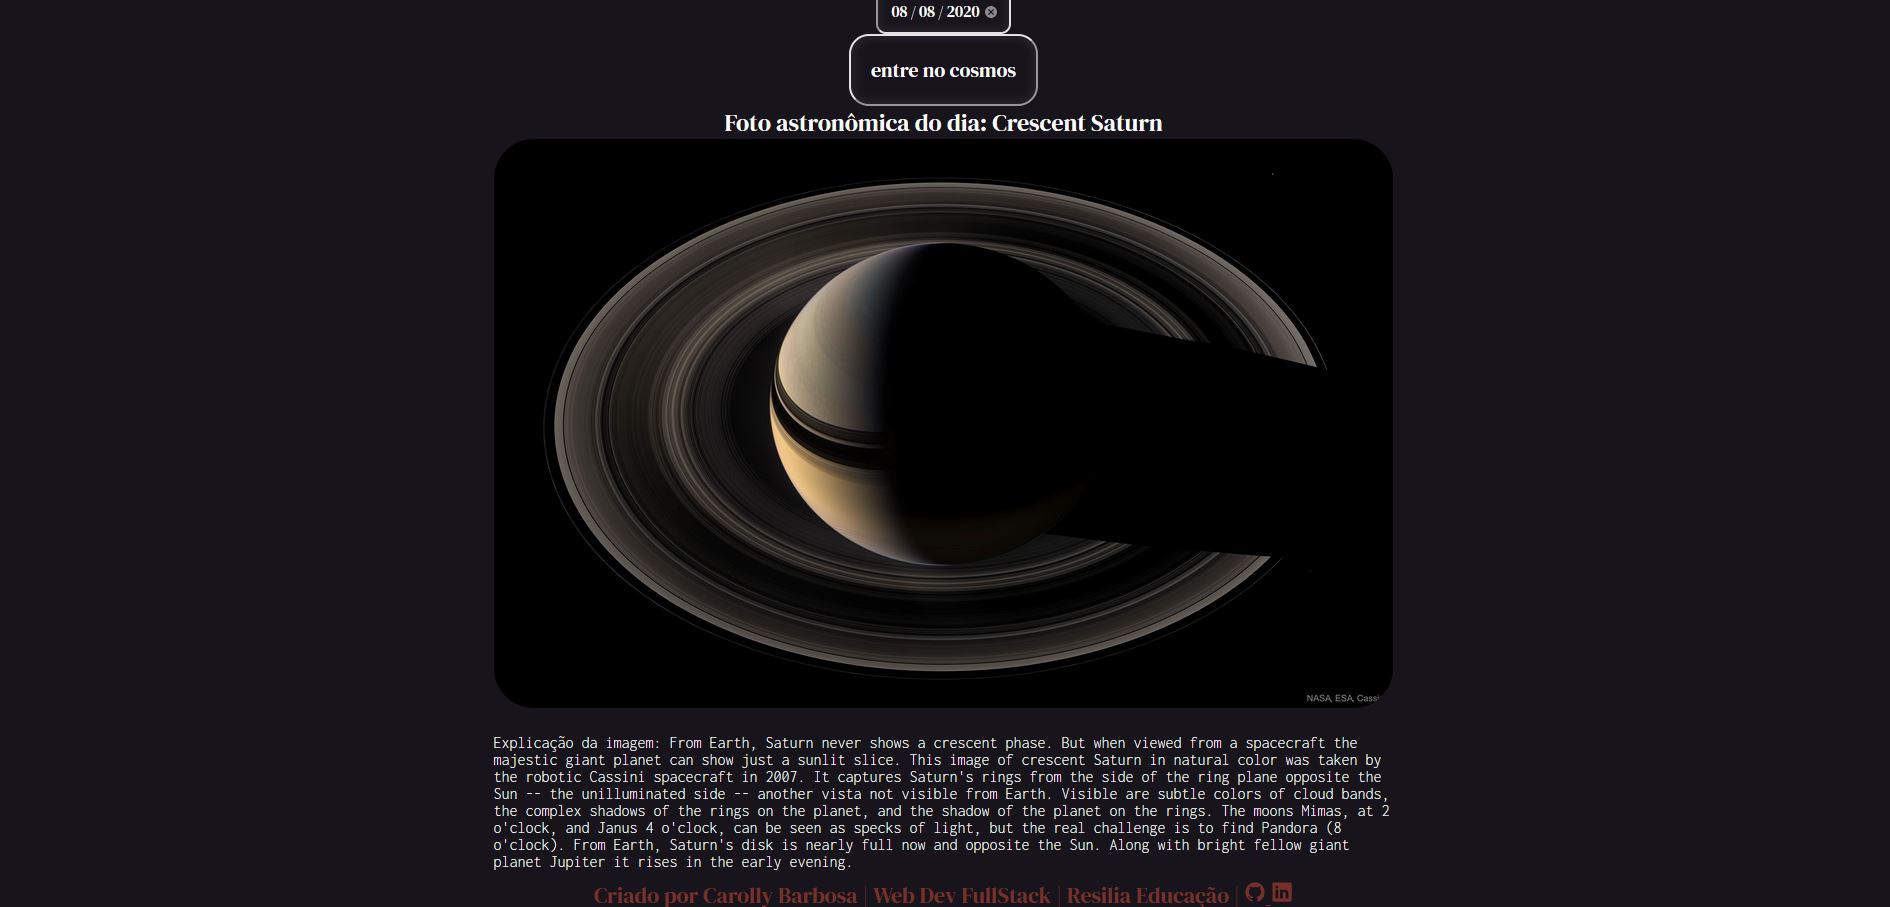 08 / 08 / 2020
entre no cosmos
Foto astronômica do dia: Crescent Saturn
NASA, ESA, Cassi
Explicação da imagem: From Earth, Saturn never shows a crescent phase. But when viewed from a spacecraft the
majestic giant planet can show just a sunlit slice. This image of crescent Saturn in natural color was taken by
the robotic Cassini spacecraft in 2007. It captures Saturn's rings from the side of the ring plane opposite the
Sun -- the unilluminated side -- another vista not visible from Earth. Visible are subtle colors of cloud bands,
the complex shadows of the rings on the planet, and the shadow of the planet on the rings. The moons Mimas, at 2
o'clock, and Janus 4 o'clock, can be seen as specks of light, but the real challenge is to find Pandora (8
o'clock). From Earth, Saturn's disk is nearly full now and opposite the Sun. Along with bright fellow giant
planet Jupiter it rises in the early evening.
Criado por Carolly Barbosa | Web Dev FullStack | Resilia Educação |